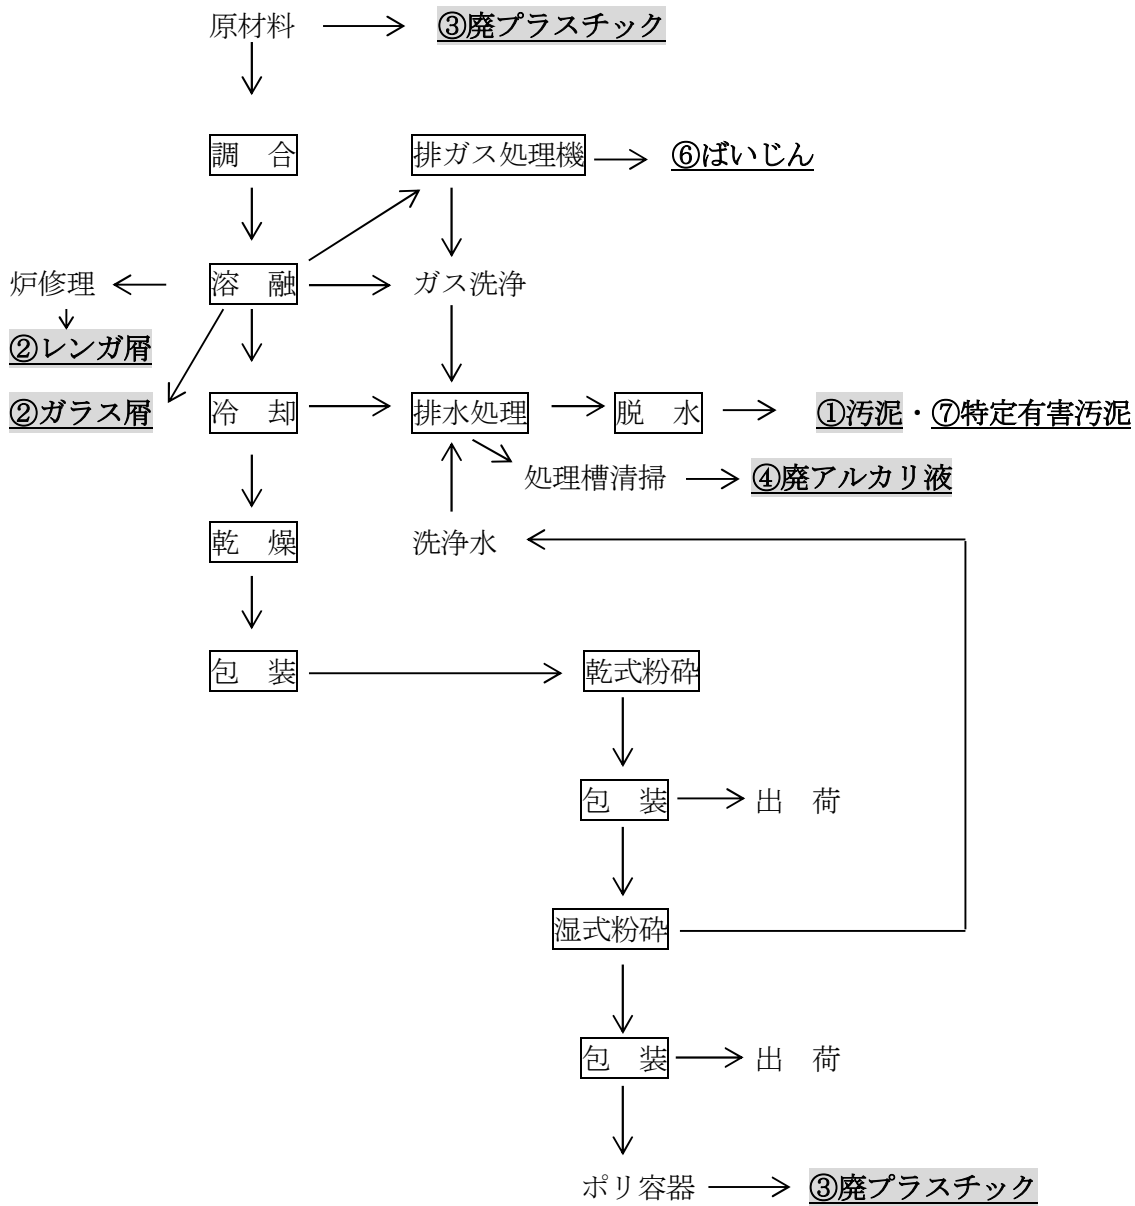 原材料　③廃プラスチック
調　合　排ガス処理機　⑥ばいじん
炉修理　溶　融　ガス洗浄
②レンガ屑
②ガラス屑　冷　却　排水処理　脱　水　①汚泥・⑦特定有害汚泥
処理槽清掃　④廃アルカリ液
乾　燥　洗浄水
包　装　乾式粉砕
包　装　出　荷
湿式粉砕
包　装　出　荷
ポリ容器　③廃プラスチック